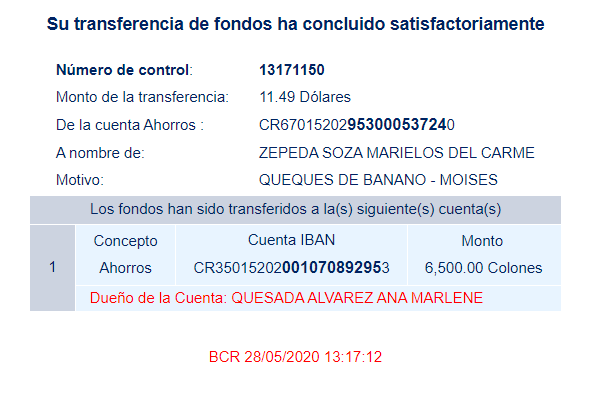 Su transferencia de fondos ha concluido satisfactoriamente
Número de control: 13171150
Monto de la transferencia: 11.49 Dólares
De la cuenta Ahorros : CR67015202953000537240
A nombre de: ZEPEDA SOZA MARIELOS DEL CARME
Motivo: QUEQUES DE BANANO - MOISES
Los fondos han sido transferidos a la(s) siguiente(s) cuenta(s)
Concepto Cuenta IBAN Monto
1 Ahorros CR35015202001070892953 6,500.00 Colones
Dueño de la Cuenta: QUESADA ALVAREZ ANA MARLENE
BCR 28/05/2020 13:17:12